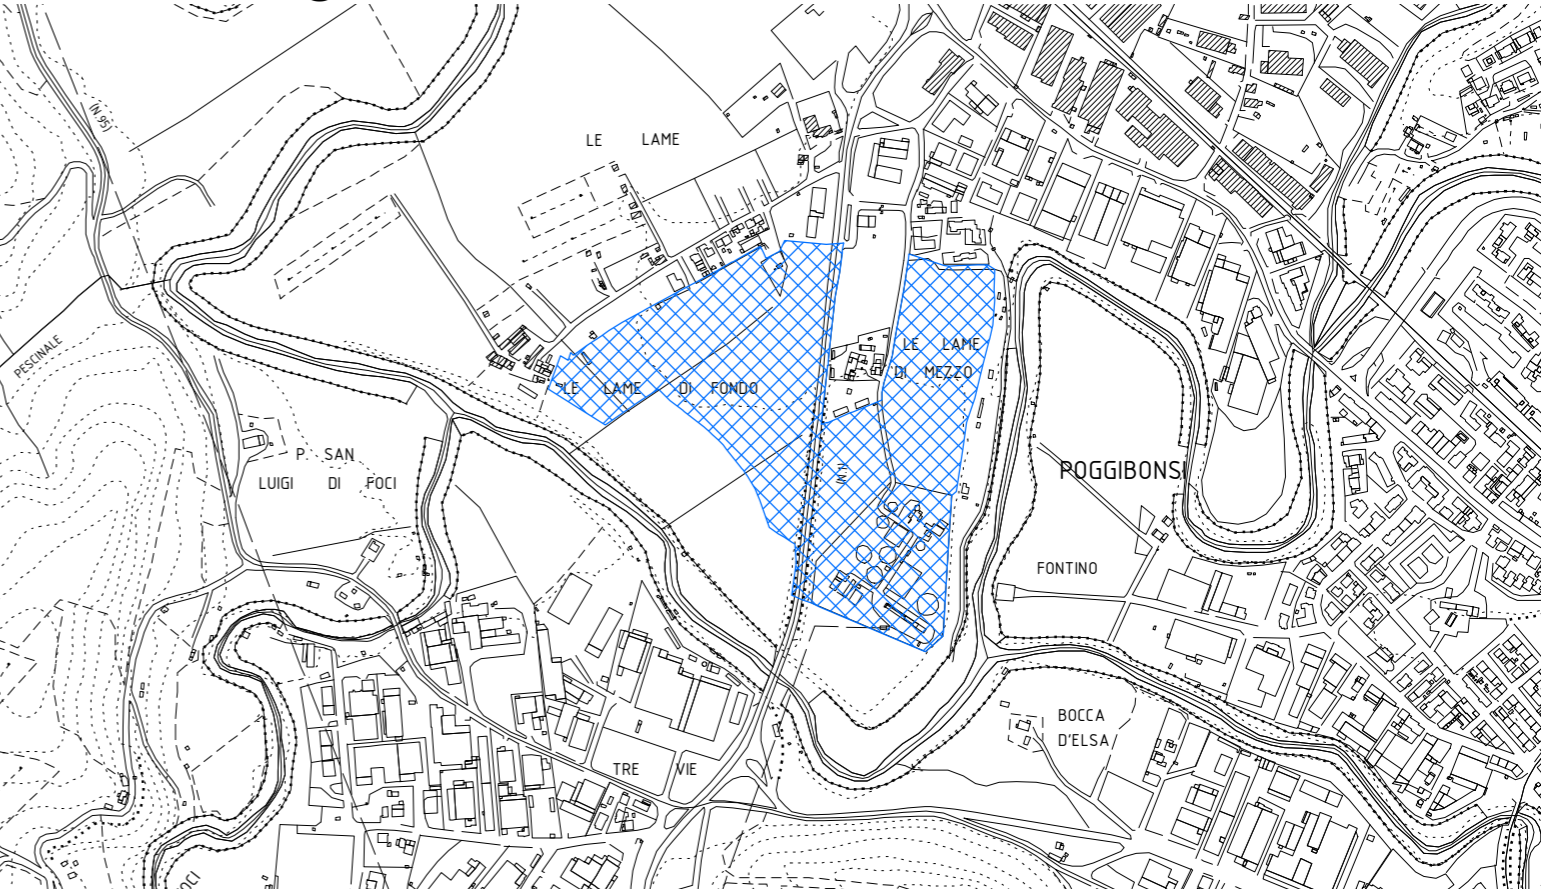 (N.95)
LE LAME
PESCINALE
LE LAME
DI MEZZO
LE LAME DI FONDO
P. SAN
LUIGI DI FOCI
POGGIBONSI
FONTINO
BOCCA
D'ELSA
TRE VIE